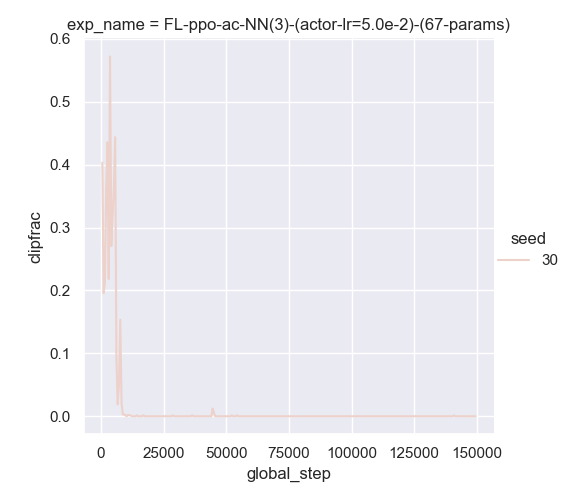 exp_name = FL-ppo-ac-NN(3)-(actor-lr=5.0e-2)-(67-params)
0.6
0.5
0.4
0.3
0.2
0.1
0.0
clipfrac
seed
30
0 25000 50000 75000 100000 125000 150000
global_step